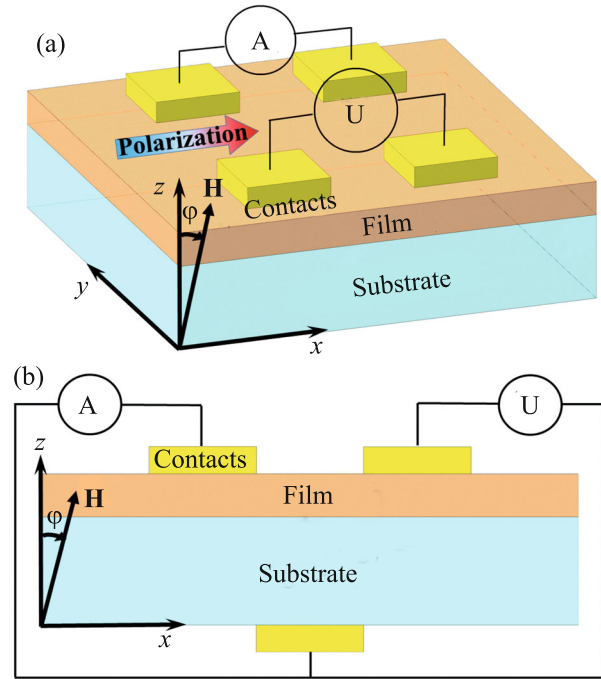 (a)
A
Polarization
U
z
H
φ
Contacts
Film
y
Substrate
x
(b)
A
U
z
Contacts
H
Film
φ
Substrate
x